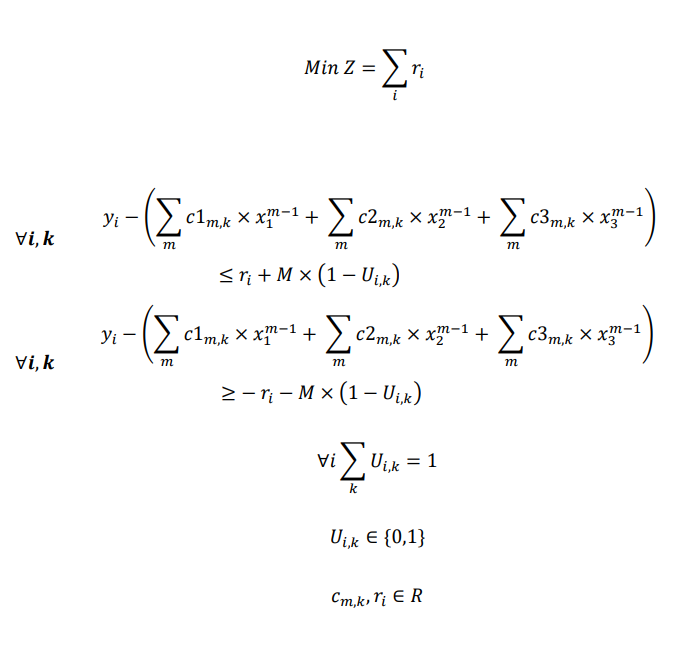 Min Z = ∑_i r_i
∀i, k y_i − (∑_m c1_{m,k} × x_1^{m−1} + ∑_m c2_{m,k} × x_2^{m−1} + ∑_m c3_{m,k} × x_3^{m−1})
≤ r_i + M × (1 − U_{i,k})
∀i, k y_i − (∑_m c1_{m,k} × x_1^{m−1} + ∑_m c2_{m,k} × x_2^{m−1} + ∑_m c3_{m,k} × x_3^{m−1})
≥ − r_i − M × (1 − U_{i,k})
∀i ∑_k U_{i,k} = 1
U_{i,k} ∈ {0,1}
c_{m,k}, r_i ∈ R